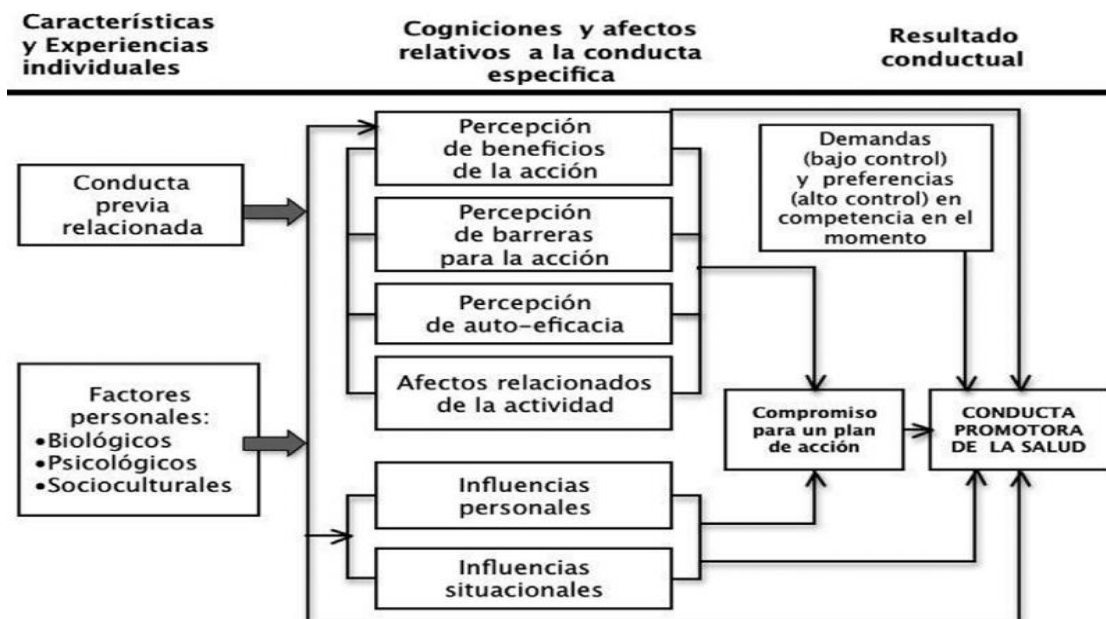 Características
y Experiencias
individuales
Cogniciones y afectos
relativos a la conducta
especifica
Resultado
conductual
Conducta
previa
relacionada
Factores
personales:
•Biológicos
•Psicológicos
•Socioculturales
Percepción
de beneficios
de la acción
Percepción
de barreras
para la acción
Percepción
de auto-eficacia
Afectos relacionados
de la actividad
Influencias
personales
Influencias
situacionales
Demandas
(bajo control)
y preferencias
(alto control) en
competencia en el
momento
Compromiso
para un plan
de acción
CONDUCTA
PROMOTORA
DE LA SALUD